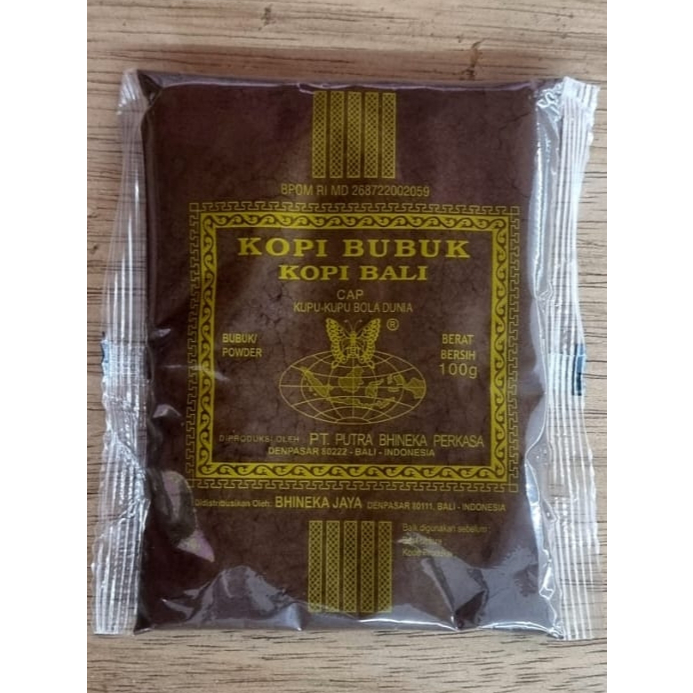 BPOM RI MD 268722002059
KOPI BUBUK
KOPI BALI
CAP
KUPU-KUPU BOLA DUNIA
®
BUBUK/
POWDER
BERAT
BERSIH
100g
DIPRODUKSI OLEH : PT. PUTRA BHINEKA PERKASA
DENPASAR 80222 - BALI - INDONESIA
Didistribusikan Oleh: BHINEKA JAYA DENPASAR 80111, BALI - INDONESIA
Baik digunakan sebelum :
Kode Produksi